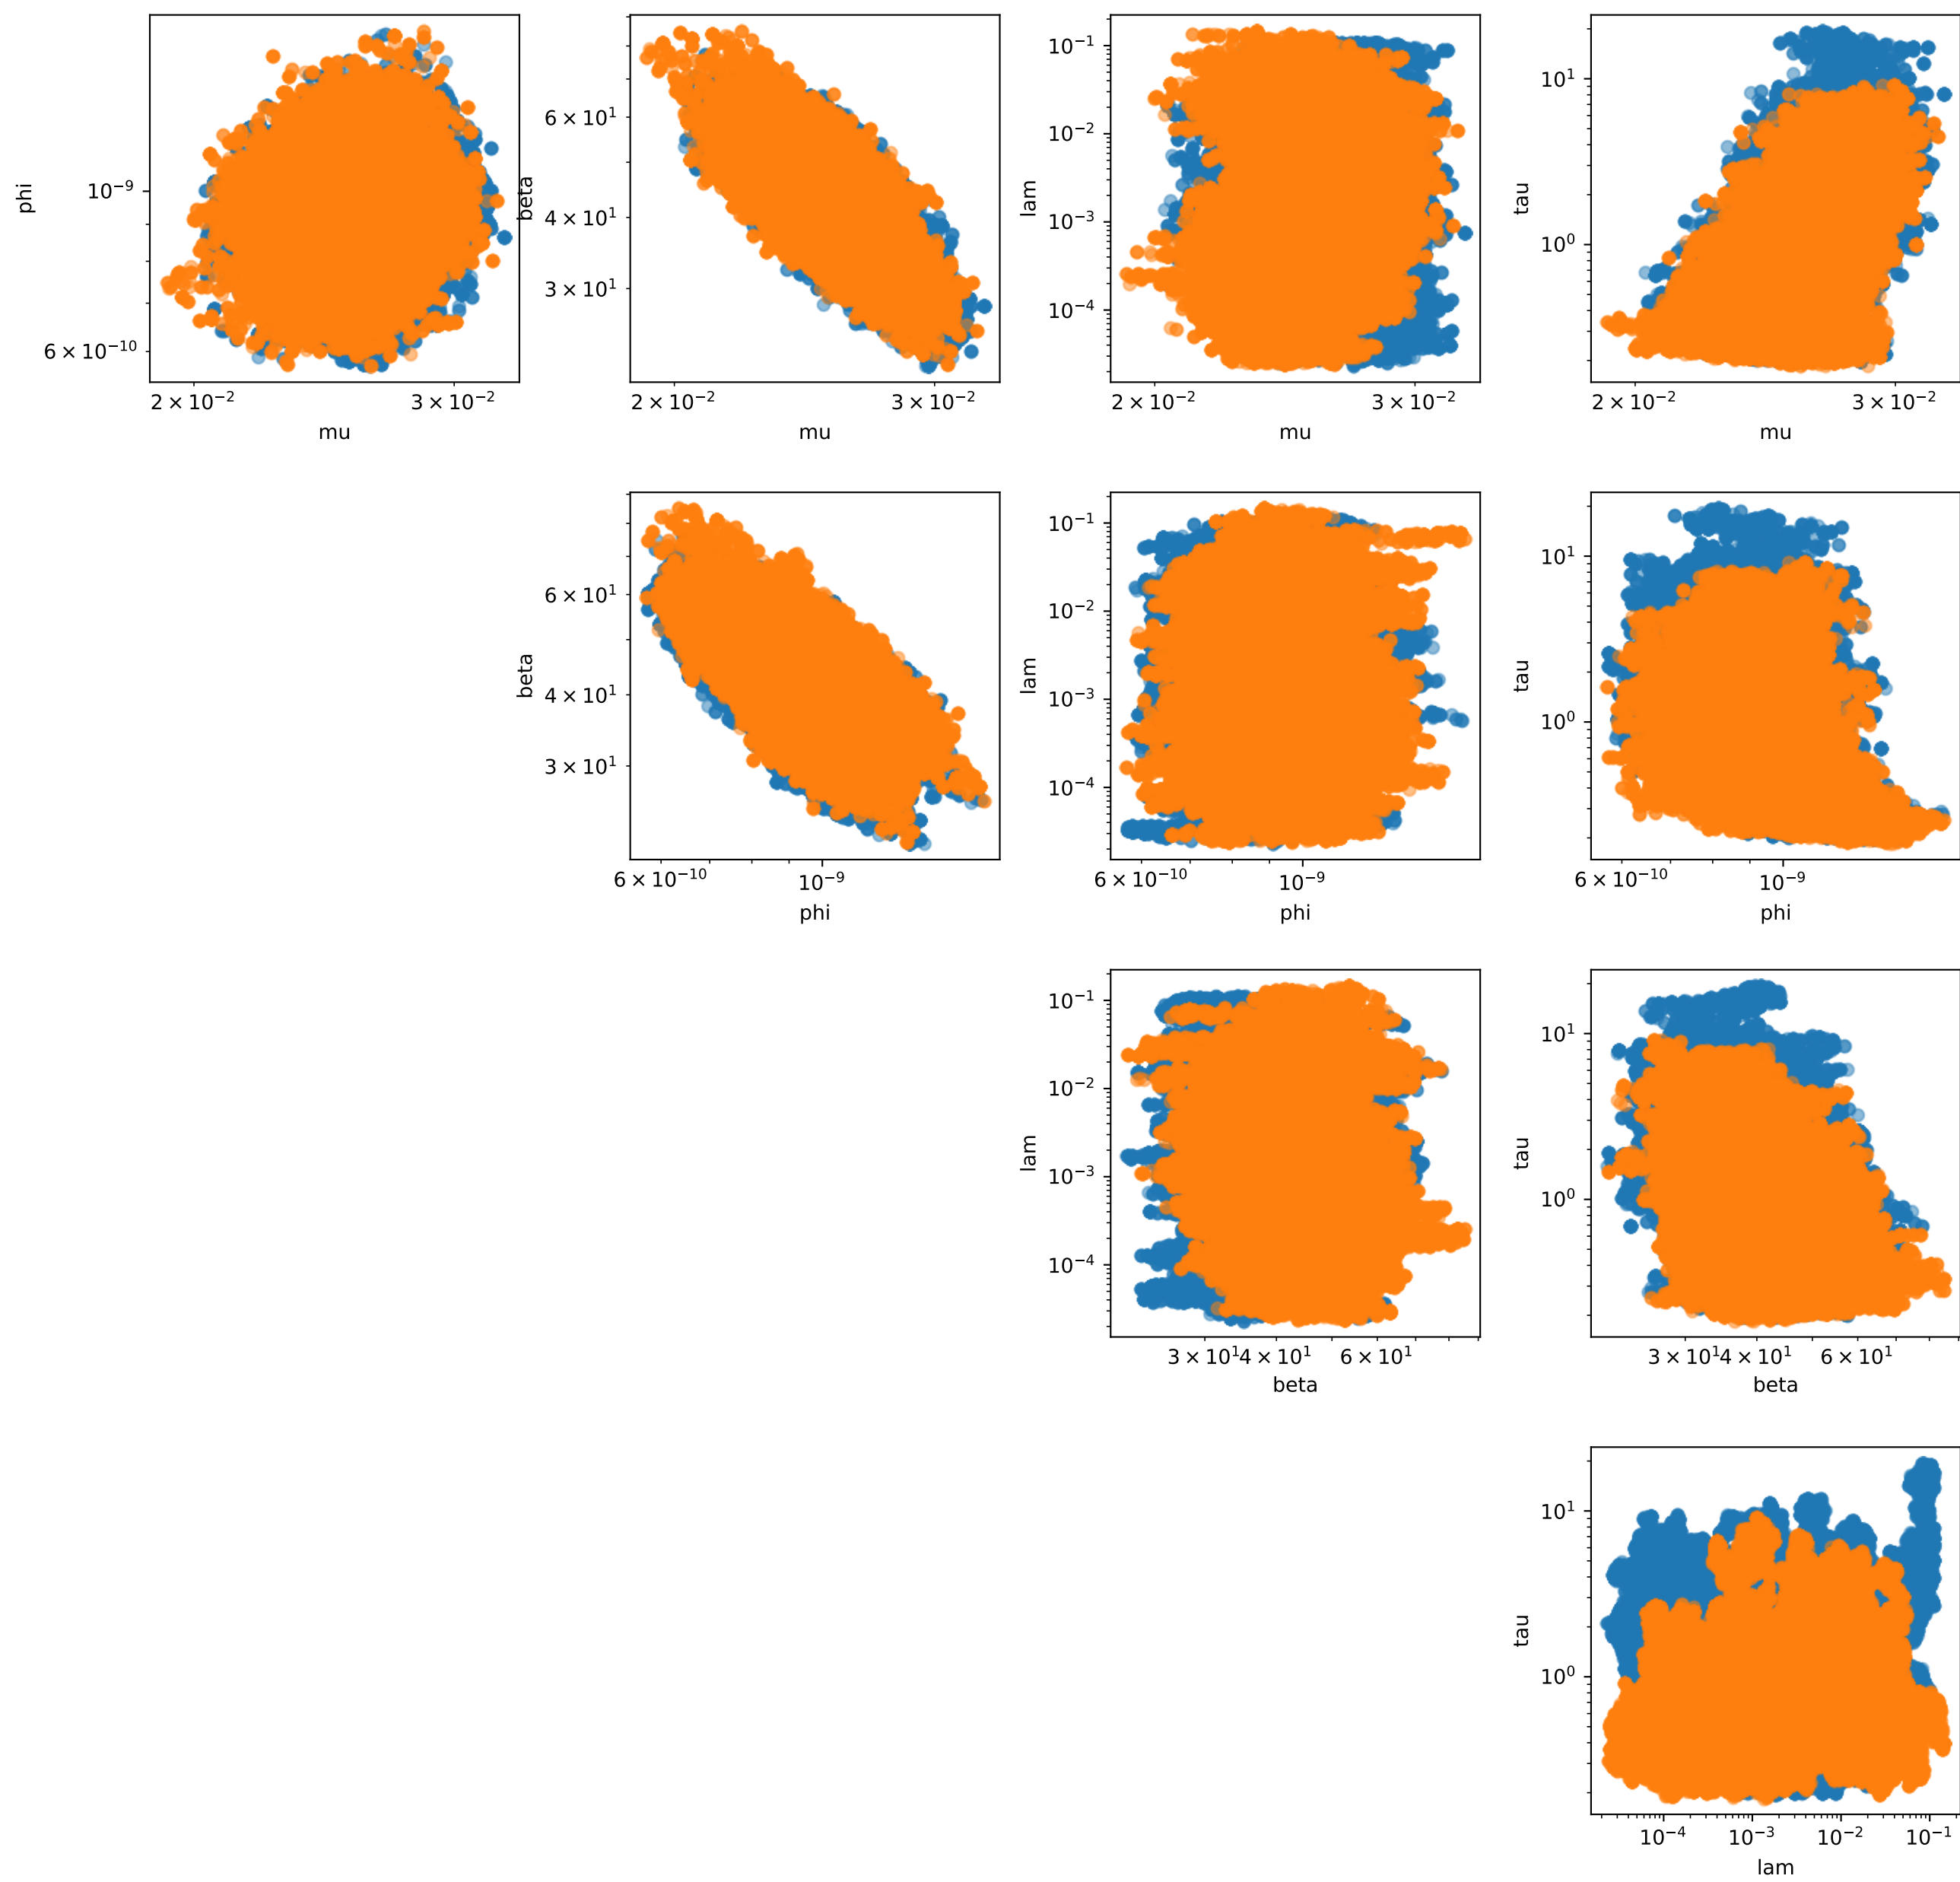 phi
10⁻⁹
6 × 10⁻¹⁰
2 × 10⁻²
3 × 10⁻²
mu
beta
6 × 10¹
4 × 10¹
3 × 10¹
2 × 10⁻²
3 × 10⁻²
mu
lam
10⁻¹
10⁻²
10⁻³
10⁻⁴
2 × 10⁻²
3 × 10⁻²
mu
tau
10¹
10⁰
2 × 10⁻²
3 × 10⁻²
mu
beta
6 × 10¹
4 × 10¹
3 × 10¹
6 × 10⁻¹⁰
10⁻⁹
phi
lam
10⁻¹
10⁻²
10⁻³
10⁻⁴
6 × 10⁻¹⁰
10⁻⁹
phi
tau
10¹
10⁰
6 × 10⁻¹⁰
10⁻⁹
phi
lam
10⁻¹
10⁻²
10⁻³
10⁻⁴
3 × 10¹
4 × 10¹
6 × 10¹
beta
tau
10¹
10⁰
3 × 10¹
4 × 10¹
6 × 10¹
beta
tau
10¹
10⁰
10⁻⁴
10⁻³
10⁻²
10⁻¹
lam